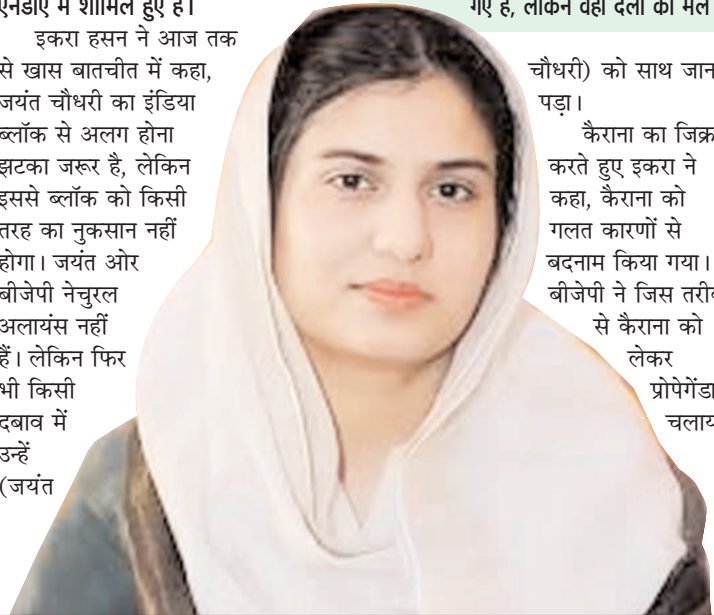 एनडीए में शामिल हुए हैं।
इकरा हसन ने आज तक
से खास बातचीत में कहा,
जयंत चौधरी का इंडिया
ब्लॉक से अलग होना
झटका जरूर है, लेकिन
इससे ब्लॉक को किसी
तरह का नुकसान नहीं
होगा। जयंत ओर
बीजेपी नेचुरल
अलायंस नहीं
हैं। लेकिन फिर
भी किसी
दबाव में
उन्हें
(जयंत
गए हैं, लेकिन वहां दलों का मेल
चौधरी) को साथ जान
पड़ा।
कैराना का जिक्र
करते हुए इकरा ने
कहा, कैराना को
गलत कारणों से
बदनाम किया गया।
बीजेपी ने जिस
से कैराना को
लेकर
प्रोपेगेंडा
चलाय